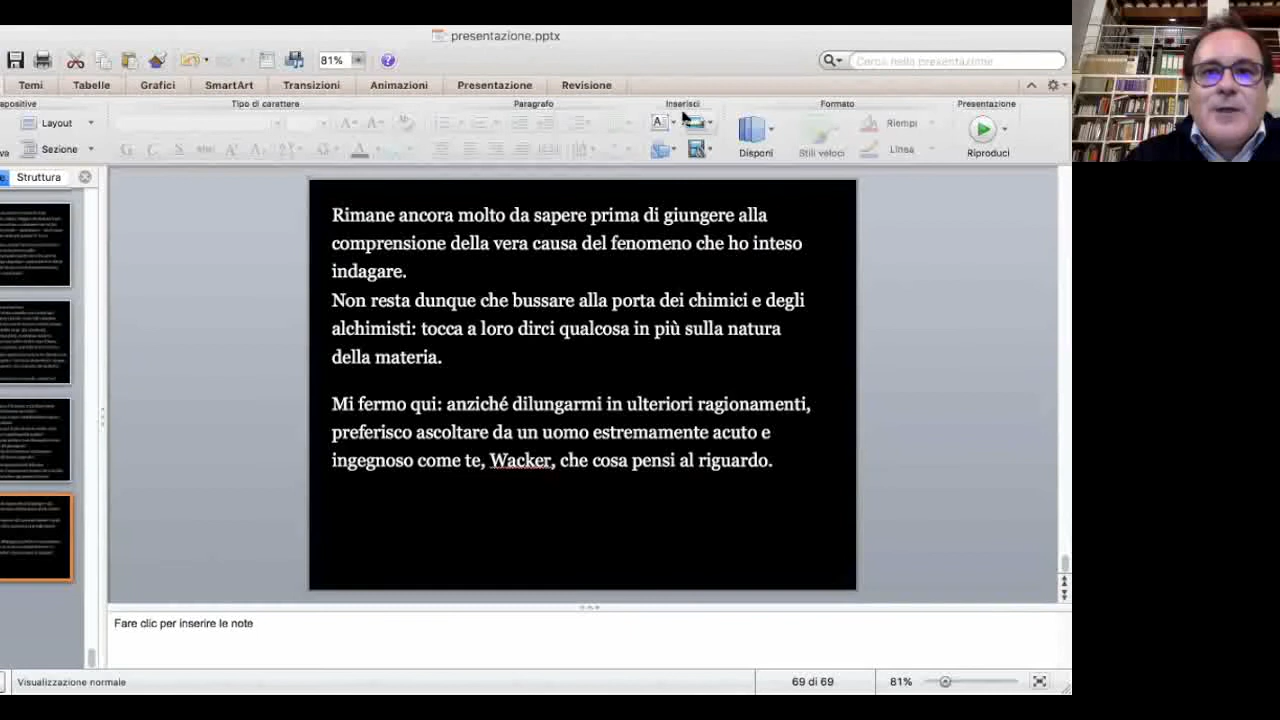 presentazione.pptx
81%
Cerca nella presentazione
Temi Tabelle Grafici SmartArt Transizioni Animazioni Presentazione Revisione
apositive Tipo di carattere Paragrafo Inserisci Formato Presentazione
Layout Riempi
va Sezione Disponi Stili veloci Linea Riproduci
Struttura
Rimane ancora molto da sapere prima di giungere alla
comprensione della vera causa del fenomeno che ho inteso
indagare.
Non resta dunque che bussare alla porta dei chimici e degli
alchimisti: tocca a loro dirci qualcosa in più sulla natura
della materia.
Mi fermo qui: anziché dilungarmi in ulteriori ragionamenti,
preferisco ascoltare da un uomo estremamente acuto e
ingegnoso come te, Wacker, che cosa pensi al riguardo.
Fare clic per inserire le note
Visualizzazione normale 69 di 69 81%